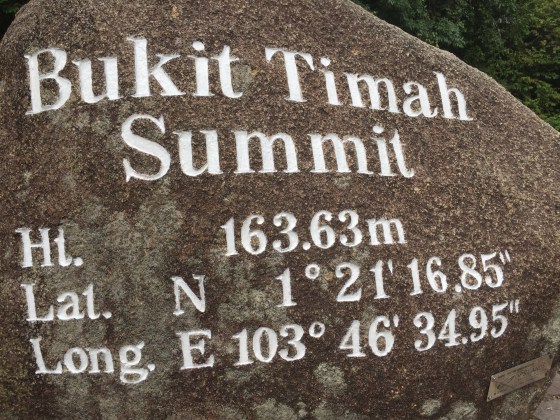 Bukit Timah
Summit
Ht. 163.63m
Lat. N 1° 21' 16.85"
Long. E 103° 46' 34.95"